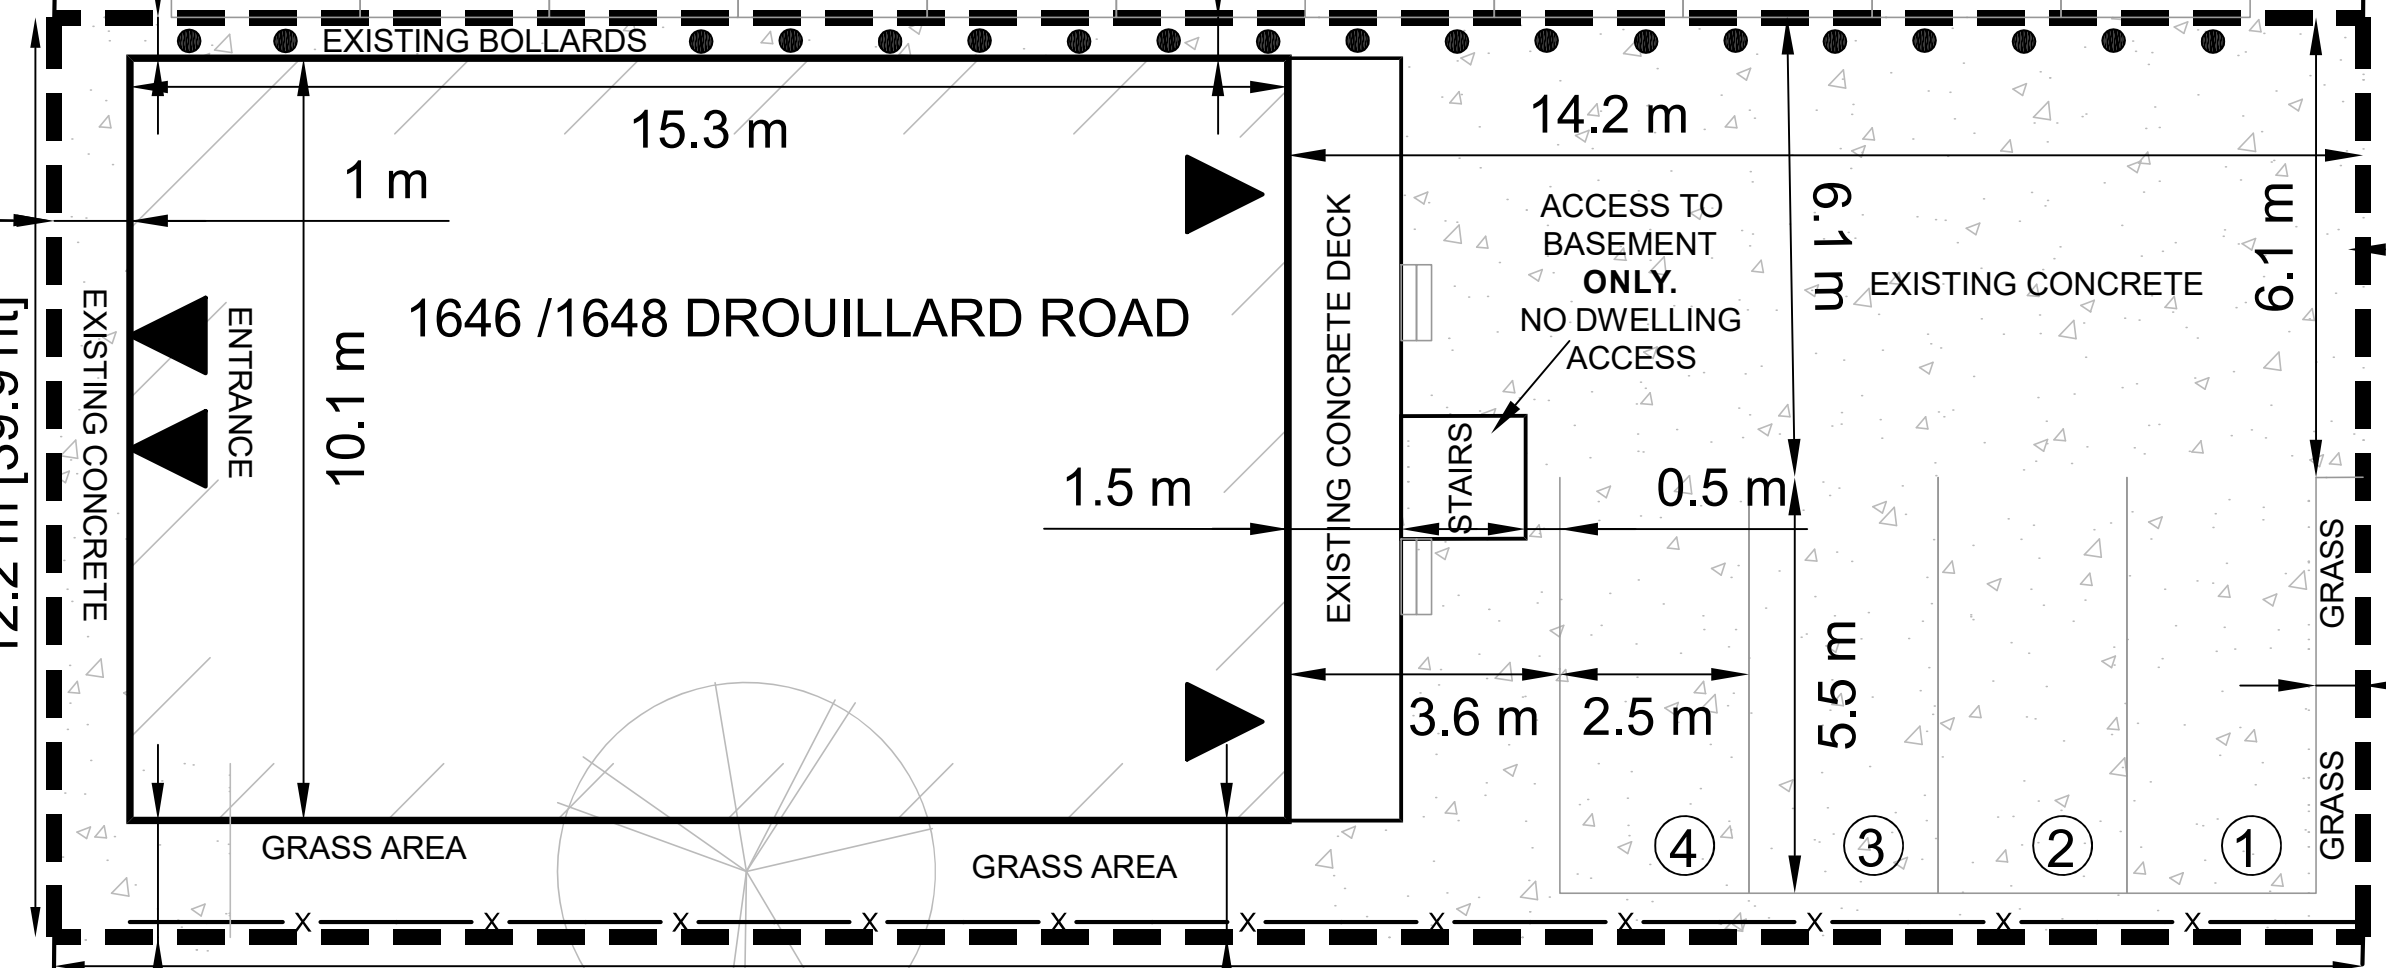 EXISTING BOLLARDS
15.3 m
14.2 m
1 m
6.1 m
6.1 m
ACCESS TO
BASEMENT
ONLY.
NO DWELLING
ACCESS
EXISTING CONCRETE
1646 /1648 DROUILLARD ROAD
EXISTING CONCRETE
ENTRANCE
10.1 m
EXISTING CONCRETE DECK
STAIRS
1.5 m
0.5 m
GRASS
3.6 m
2.5 m
5.5 m
GRASS
GRASS AREA
GRASS AREA
4
3
2
1
X X X X X X X X X X X